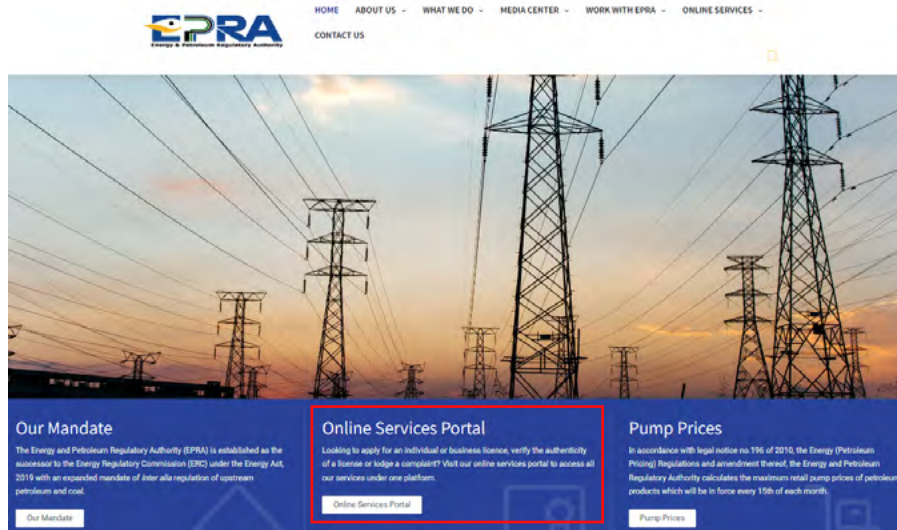 EPRA
Energy & Petroleum Regulatory Authority
HOME ABOUT US WHAT WE DO MEDIA CENTER WORK WITH EPRA ONLINE SERVICES
CONTACT US
Our Mandate
The Energy and Petroleum Regulatory Authority (EPRA) is established as the
successor to the Energy Regulatory Commission (ERC) under the Energy Act,
2019 with an expanded mandate of inter alia regulation of upstream
petroleum and coal.
Our Mandate
Online Services Portal
Looking to apply for an individual or business licence, verify the authenticity
of a license or lodge a complaint? Visit our online services portal to access all
our services under one platform.
Online Services Portal
Pump Prices
In accordance with legal notice no.196 of 2010, the Energy (Petroleum
Pricing) Regulations and amendment thereof, the Energy and Petroleum
Regulatory Authority calculates the maximum retail pump prices of petroleum
products which will be in force every 15th of each month.
Pump Prices